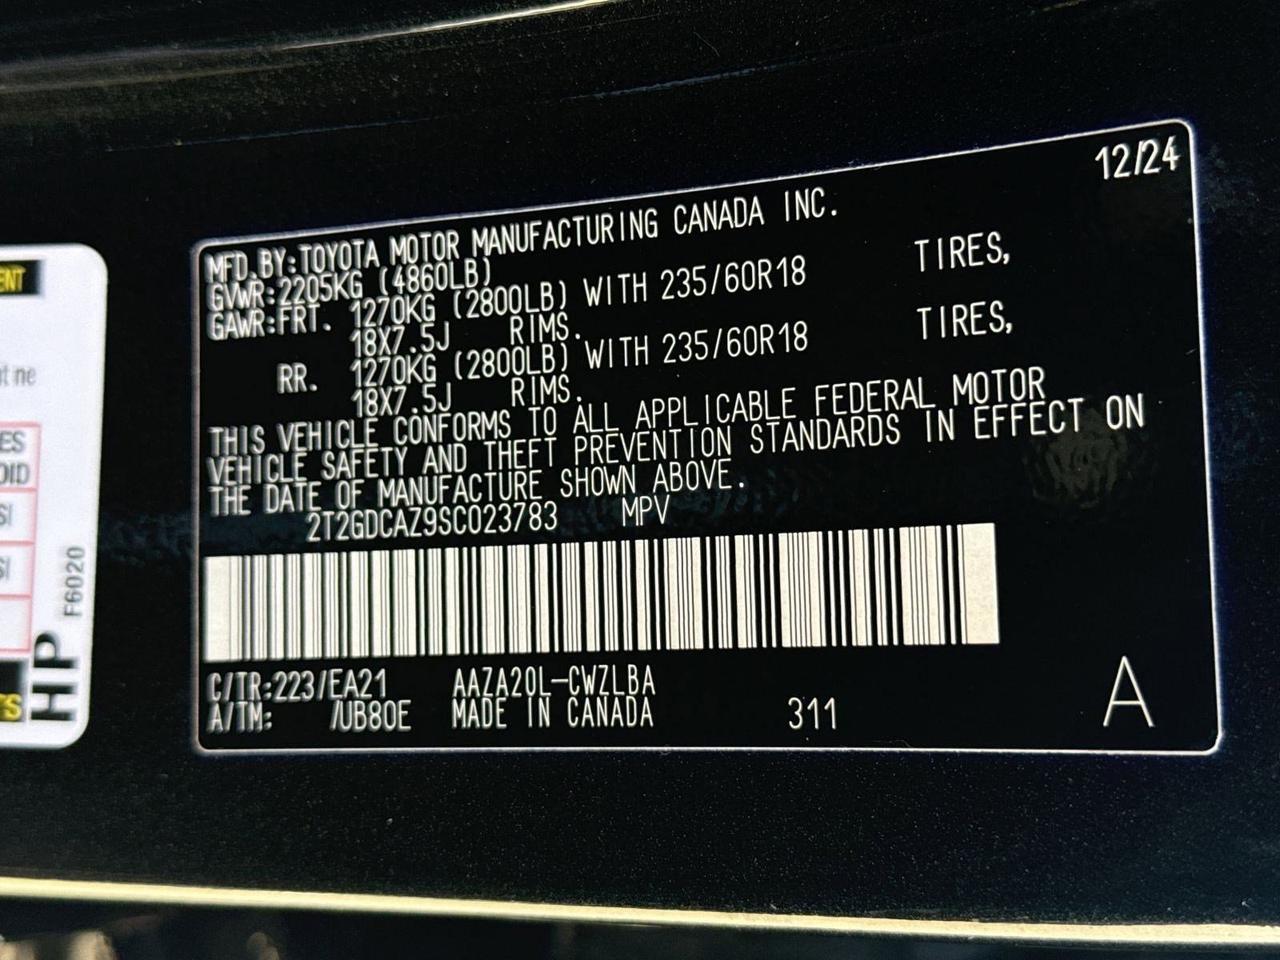 12/24
MFD.BY:TOYOTA MOTOR MANUFACTURING CANADA INC.
GVWR:2205KG (4860LB)
GAWR:FRT. 1270KG (2800LB) WITH 235/60R18 TIRES,
18X7.5J RIMS.
RR. 1270KG (2800LB) WITH 235/60R18 TIRES,
18X7.5J RIMS.
THIS VEHICLE CONFORMS TO ALL APPLICABLE FEDERAL MOTOR
VEHICLE SAFETY AND THEFT PREVENTION STANDARDS IN EFFECT ON
THE DATE OF MANUFACTURE SHOWN ABOVE.
2T2GDCAZ9SC023783 MPV
C/TR:223/EA21 AAZA20L-CWZLBA
A/TM: /UB80E MADE IN CANADA 311
A
HP F6020